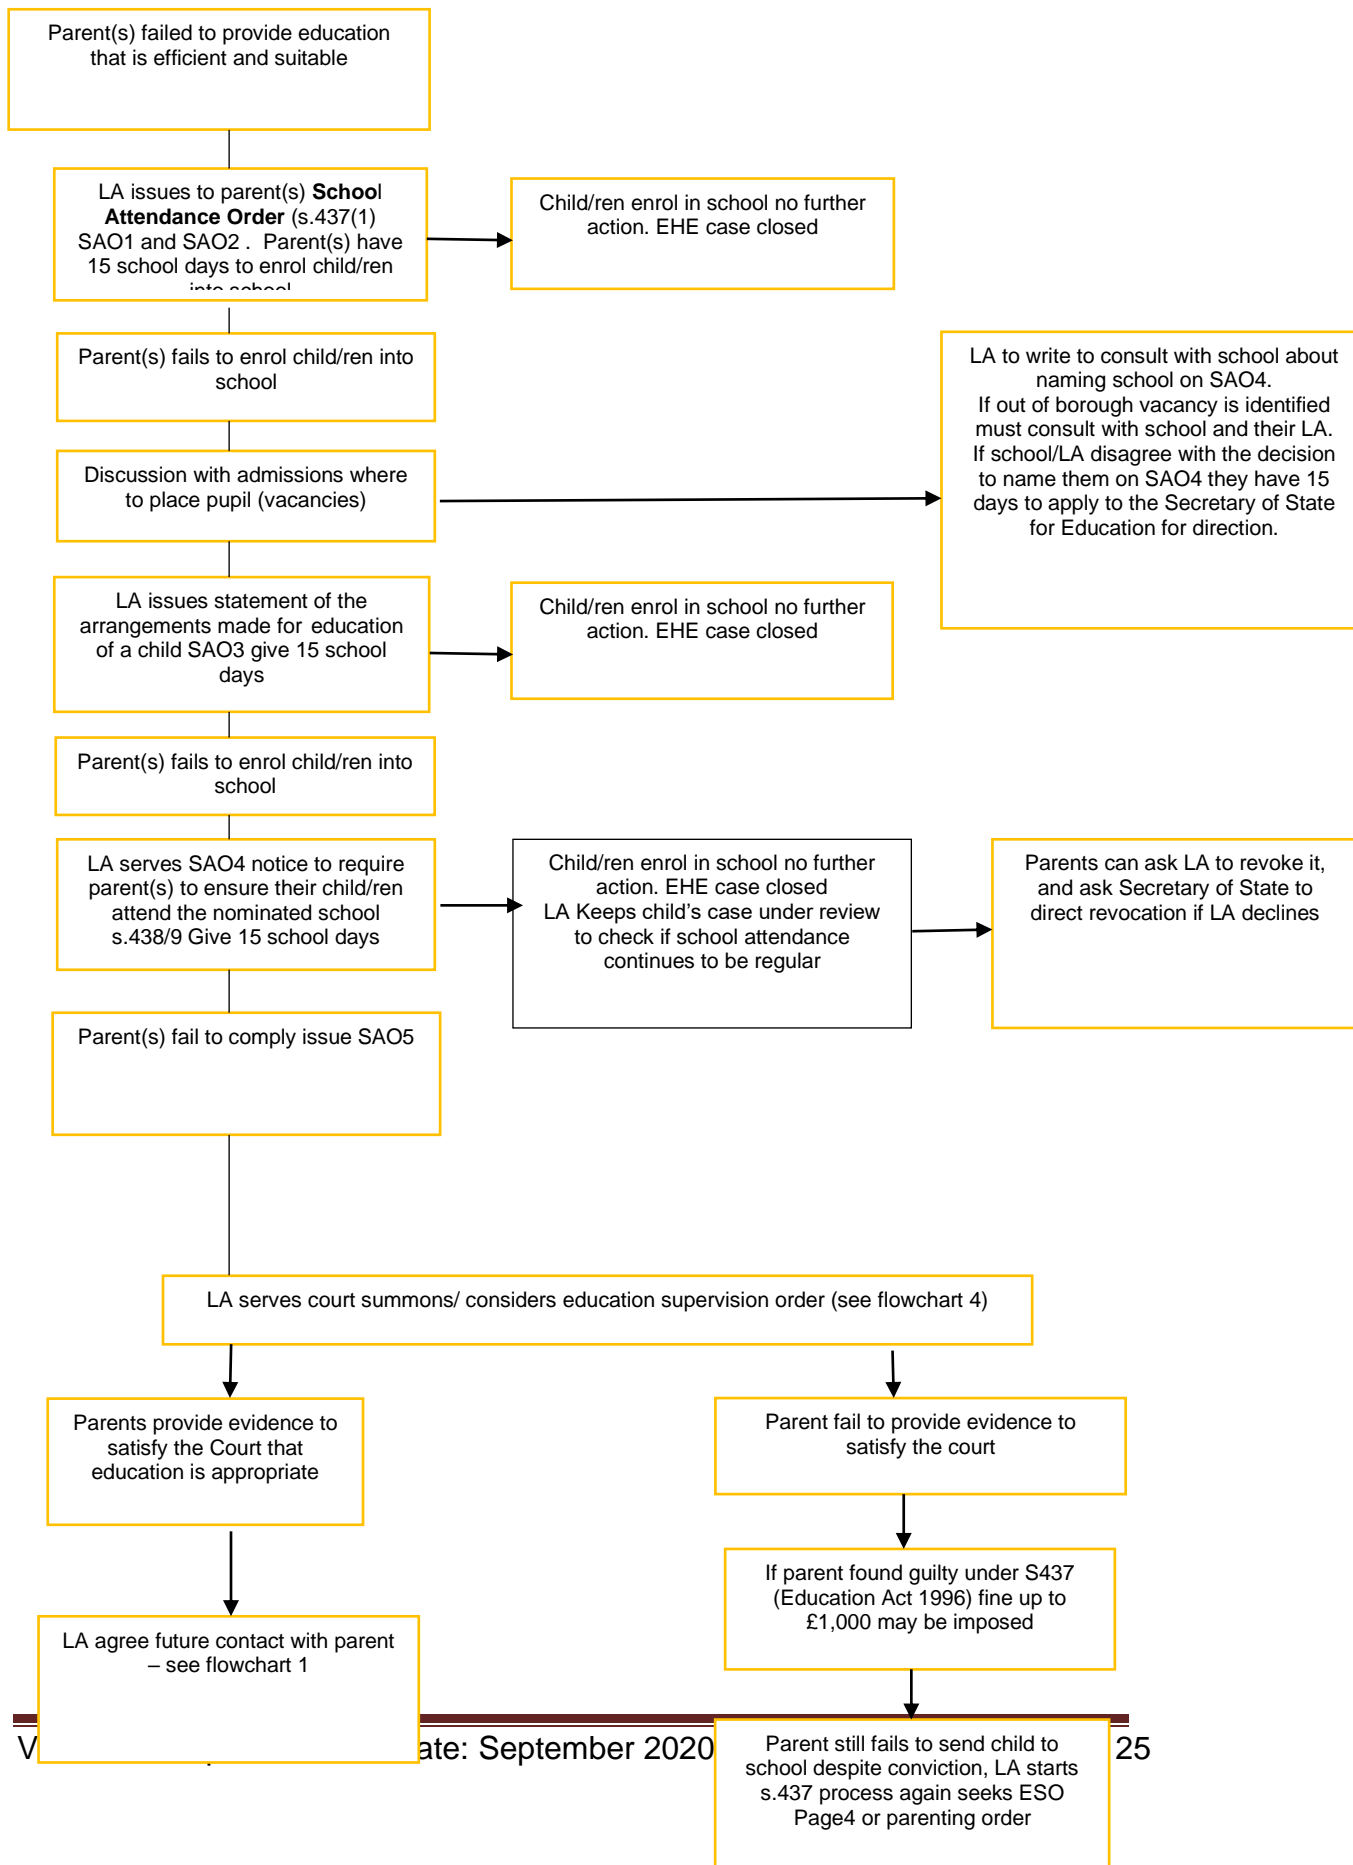 Parent(s) failed to provide education
that is efficient and suitable
LA issues to parent(s) School
Attendance Order (s.437(1)
SAO1 and SAO2 . Parent(s) have
15 school days to enrol child/ren
into school
Child/ren enrol in school no further
action. EHE case closed
Parent(s) fails to enrol child/ren into
school
LA to write to consult with school about
naming school on SAO4.
If out of borough vacancy is identified
must consult with school and their LA.
If school/LA disagree with the decision
to name them on SAO4 they have 15
days to apply to the Secretary of State
for Education for direction.
Discussion with admissions where
to place pupil (vacancies)
LA issues statement of the
arrangements made for education
of a child SAO3 give 15 school
days
Child/ren enrol in school no further
action. EHE case closed
Parent(s) fails to enrol child/ren into
school
LA serves SAO4 notice to require
parent(s) to ensure their child/ren
attend the nominated school
s.438/9 Give 15 school days
Child/ren enrol in school no further
action. EHE case closed
LA Keeps child’s case under review
to check if school attendance
continues to be regular
Parents can ask LA to revoke it,
and ask Secretary of State to
direct revocation if LA declines
Parent(s) fail to comply issue SAO5
LA serves court summons/ considers education supervision order (see flowchart 4)
Parents provide evidence to
satisfy the Court that
education is appropriate
Parent fail to provide evidence to
satisfy the court
If parent found guilty under S437
(Education Act 1996) fine up to
£1,000 may be imposed
LA agree future contact with parent
– see flowchart 1
Parent still fails to send child to
school despite conviction, LA starts
s.437 process again seeks ESO
Page4 or parenting order
September 2020
25